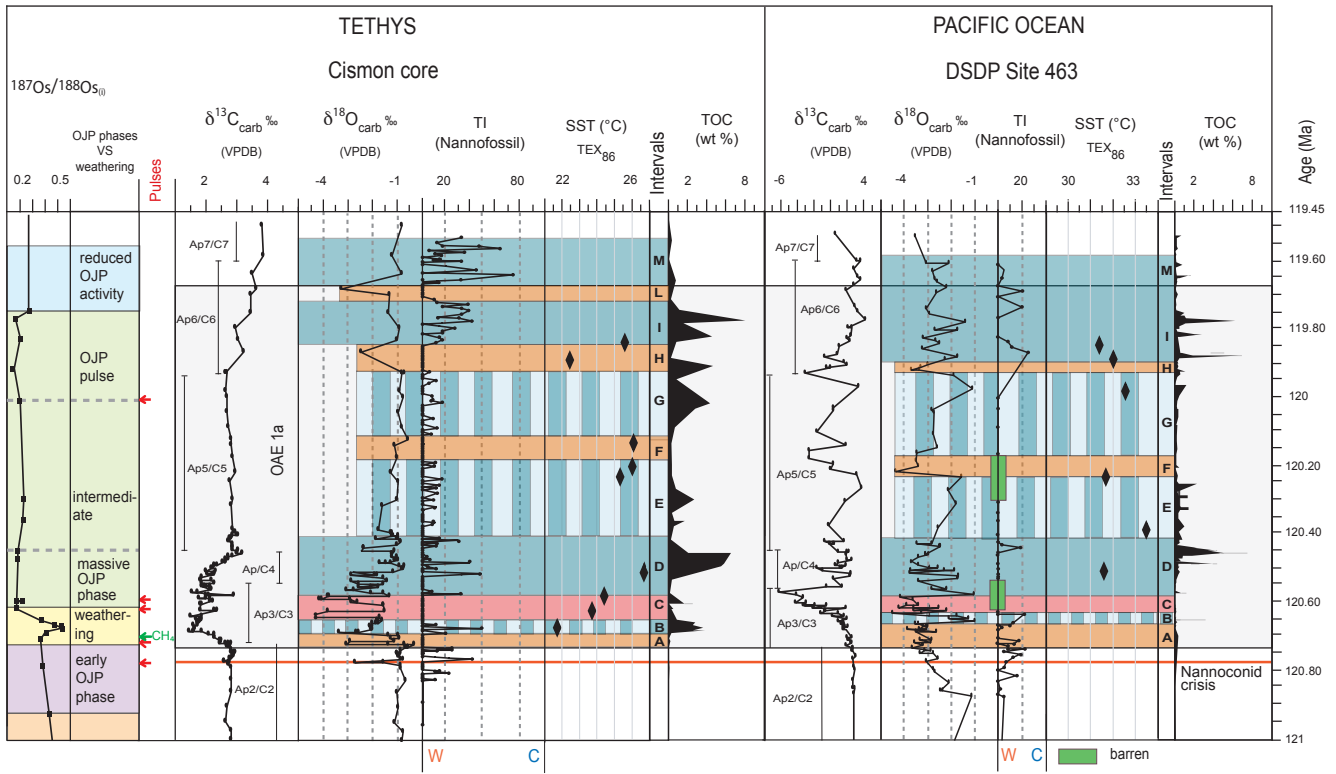 TETHYS
PACIFIC OCEAN
Cismon core
DSDP Site 463
187Os/188Os(i)
OJP phases
VS
weathering
Pulses
δ13Ccarb ‰
(VPDB)
δ18Ocarb ‰
(VPDB)
TI
(Nannofossil)
SST (°C)
TEX86
Intervals
TOC
(wt %)
δ13Ccarb ‰
(VPDB)
δ18Ocarb ‰
(VPDB)
TI
(Nannofossil)
SST (°C)
TEX86
Intervals
TOC
(wt %)
Age (Ma)
0.2 0.5
2 4
-4 -1
20 80
22 26
2 8
-6 4
-4 -1
20
30 33
2 8
119.45
119.60
119.80
120
120.20
120.40
120.60
120.80
121
reduced
OJP
activity
OJP
pulse
intermedi-
ate
massive
OJP
phase
weather-
ing
CH4
early
OJP
phase
Ap7/C7
Ap6/C6
Ap5/C5
Ap/C4
Ap3/C3
Ap2/C2
OAE 1a
M
L
I
H
G
F
E
D
C
B
A
Ap7/C7
Ap6/C6
Ap5/C5
Ap/C4
Ap3/C3
Ap2/C2
M
I
H
G
F
E
D
C
B
A
Nannoconid
crisis
W C
W C
barren